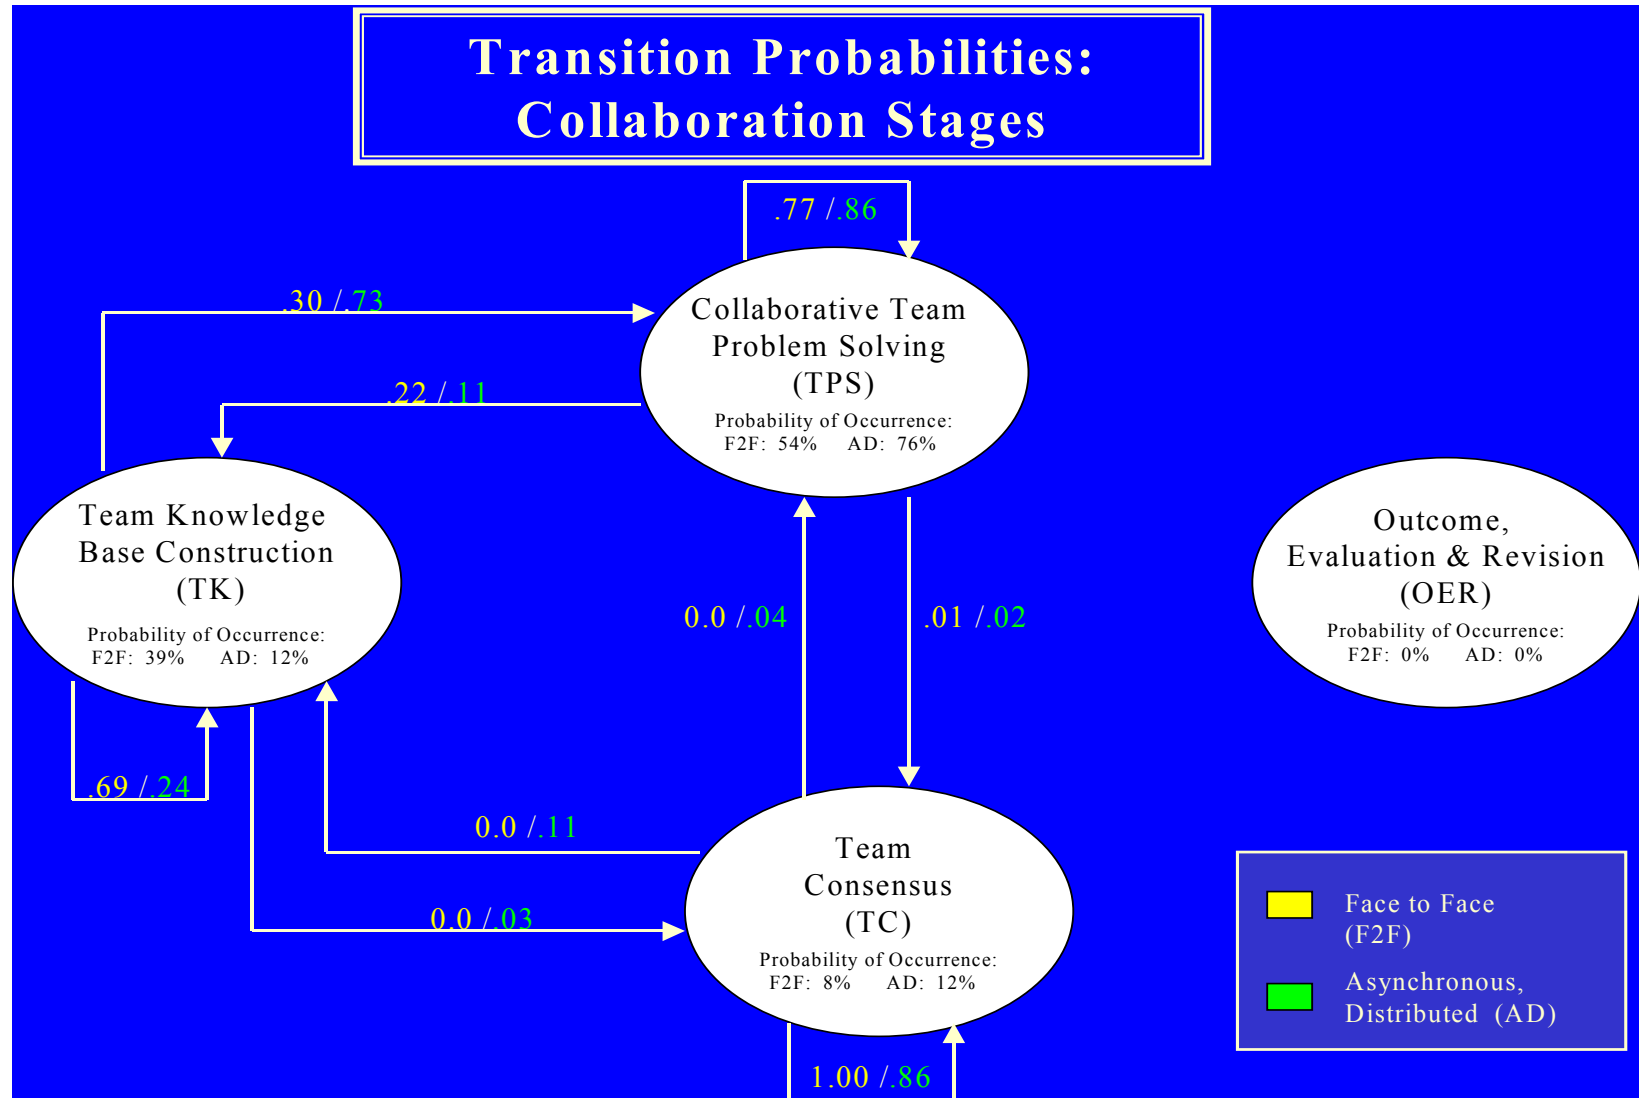 Transition Probabilities:
Collaboration Stages
.77 /.86
.30 /.73
Collaborative Team
Problem Solving
(TPS)
Probability of Occurrence:
F2F: 54% AD: 76%
.22 /.11
Team Knowledge
Base Construction
(TK)
Probability of Occurrence:
F2F: 39% AD: 12%
Outcome,
Evaluation & Revision
(OER)
Probability of Occurrence:
F2F: 0% AD: 0%
0.0 /.04
.01 /.02
.69 /.24
0.0 /.11
0.0 /.03
Team
Consensus
(TC)
Probability of Occurrence:
F2F: 8% AD: 12%
1.00 /.86
Face to Face
(F2F)
Asynchronous,
Distributed (AD)